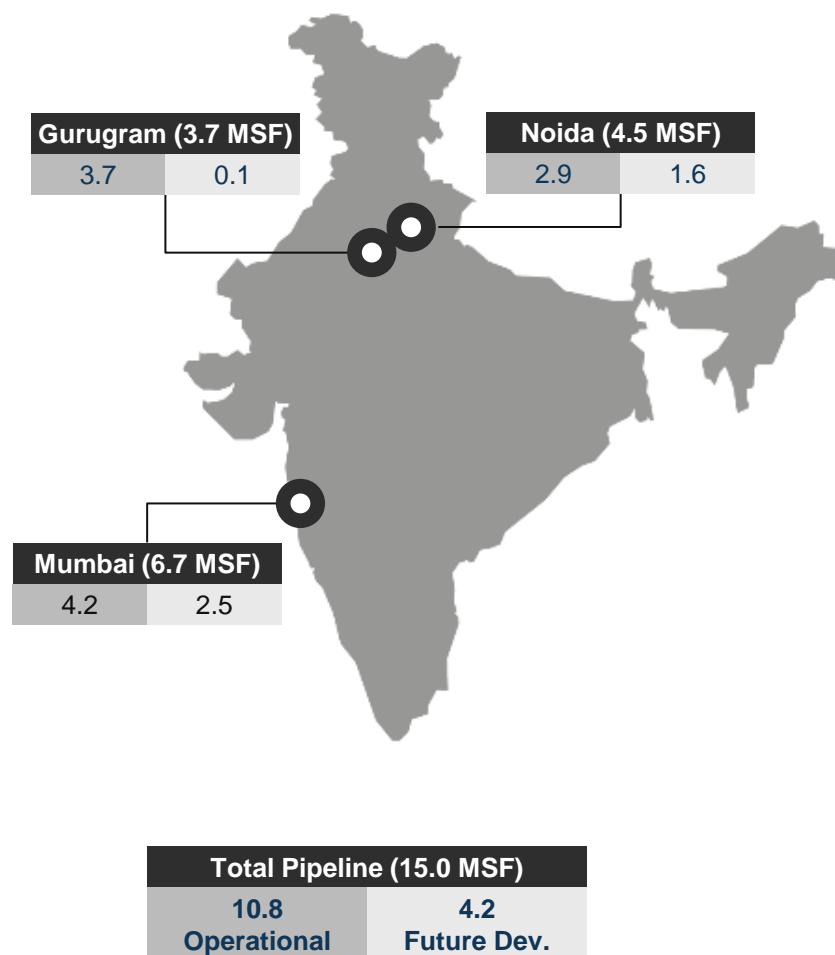 Gurugram (3.7 MSF)
3.7 0.1
Noida (4.5 MSF)
2.9 1.6
Mumbai (6.7 MSF)
4.2 2.5
Total Pipeline (15.0 MSF)
10.8 4.2
Operational Future Dev.